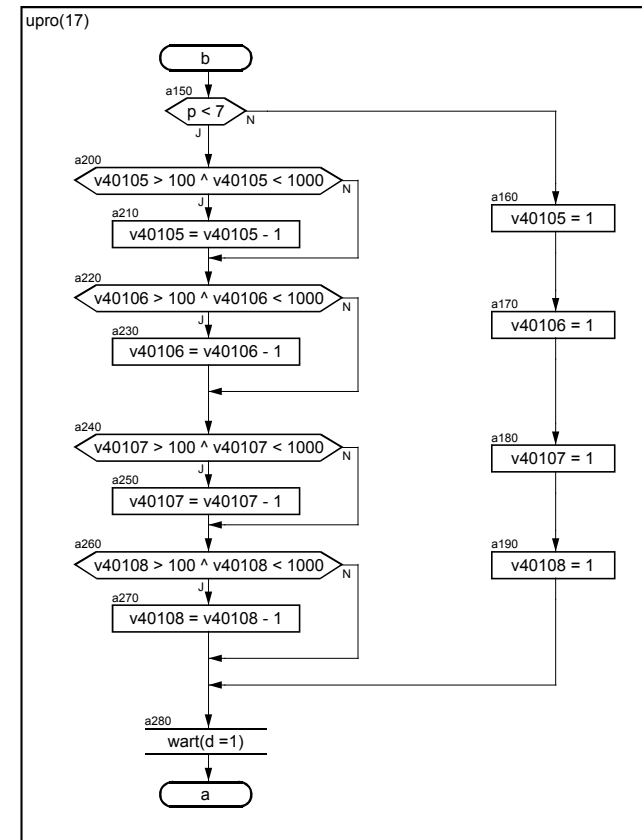 upro(17)
b
a150
p < 7
N
J
a200
v40105 > 100 ^ v40105 < 1000
N
J
a210
v40105 = v40105 - 1
a220
v40106 > 100 ^ v40106 < 1000
N
J
a230
v40106 = v40106 - 1
a240
v40107 > 100 ^ v40107 < 1000
N
J
a250
v40107 = v40107 - 1
a260
v40108 > 100 ^ v40108 < 1000
N
J
a270
v40108 = v40108 - 1
a160
v40105 = 1
a170
v40106 = 1
a180
v40107 = 1
a190
v40108 = 1
a280
wart(d =1)
a